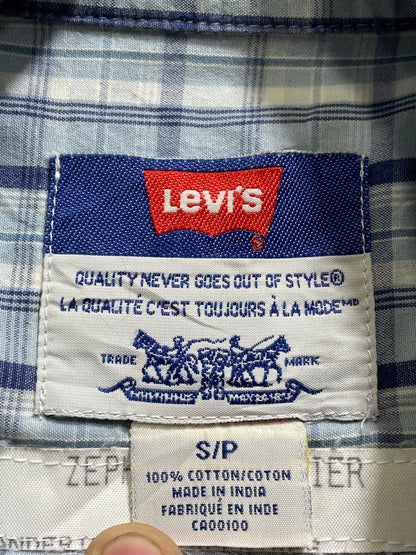 Levi's
®
QUALITY NEVER GOES OUT OF STYLE®
LA QUALITÉ C'EST TOUJOURS À LA MODE MD
TRADE MARK
S/P
100% COTTON/COTON
MADE IN INDIA
FABRIQUÉ EN INDE
CA00100